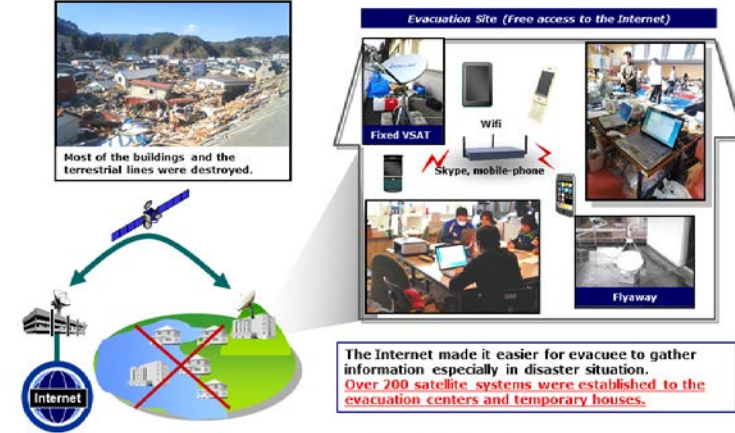 Evacuation Site (Free access to the Internet)
Most of the buildings and the
terrestrial lines were destroyed.
Fixed VSAT
Wifi
Skype, mobile-phone
Flyaway
Internet
The Internet made it easier for evacuee to gather
information especially in disaster situation.
Over 200 satellite systems were established to the
evacuation centers and temporary houses.